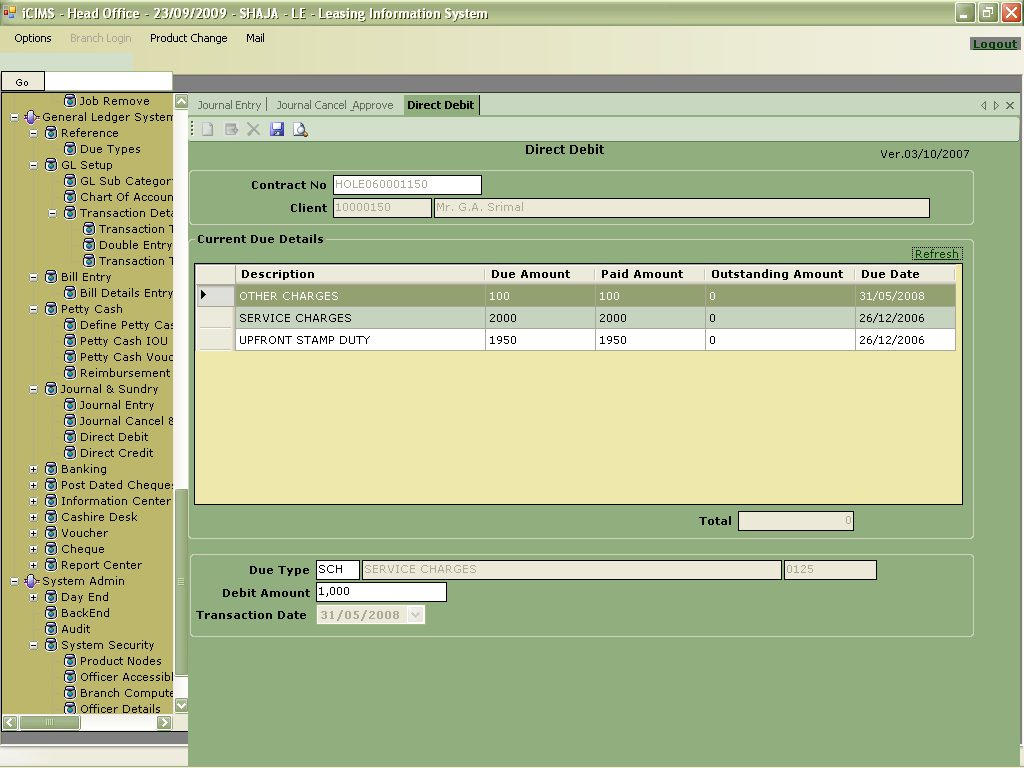 iCIMS - Head Office - 23/09/2009 - SHAJA - LE - Leasing Information System
Options Branch Login Product Change Mail
Logout
Go
Job Remove
General Ledger System
Reference
Due Types
GL Setup
GL Sub Categor
Chart Of Accoun
Transaction Deta
Transaction T
Double Entry
Transaction T
Bill Entry
Bill Details Entry
Petty Cash
Define Petty Cas
Petty Cash IOU
Petty Cash Vouc
Reimbursement
Journal & Sundry
Journal Entry
Journal Cancel &
Direct Debit
Direct Credit
Banking
Post Dated Cheques
Information Center
Cashire Desk
Voucher
Cheque
Report Center
System Admin
Day End
BackEnd
Audit
System Security
Product Nodes
Officer Accessibl
Branch Compute
Officer Details
Journal Entry Journal Cancel _Approve Direct Debit
Direct Debit
Ver.03/10/2007
Contract No HOLE060001150
Client 10000150 Mr. G.A. Srimal
Current Due Details
Refresh
Description Due Amount Paid Amount Outstanding Amount Due Date
OTHER CHARGES 100 100 0 31/05/2008
SERVICE CHARGES 2000 2000 0 26/12/2006
UPFRONT STAMP DUTY 1950 1950 0 26/12/2006
Total 0
Due Type SCH SERVICE CHARGES 0125
Debit Amount 1,000
Transaction Date 31/05/2008